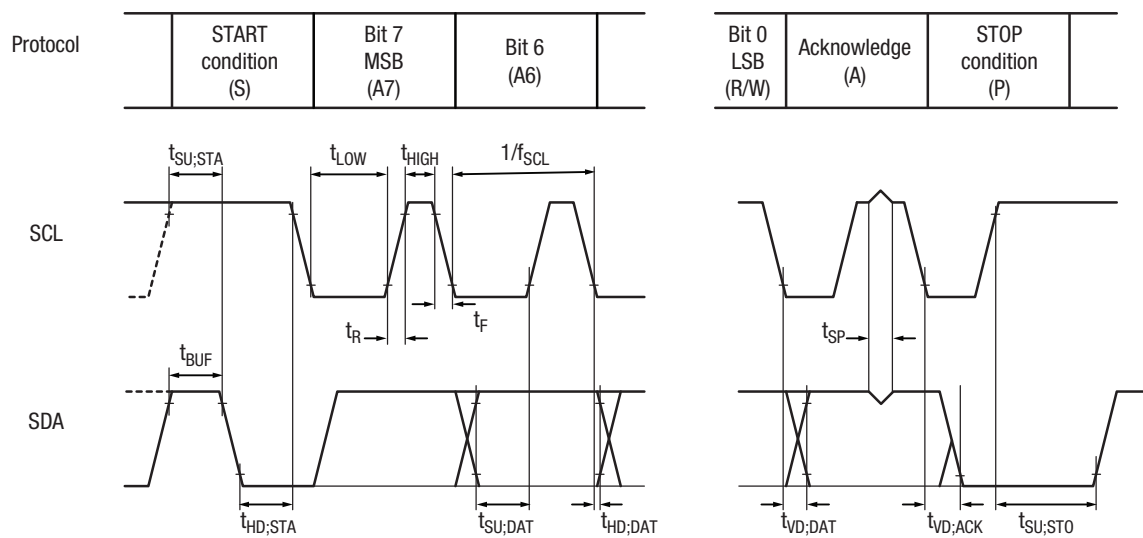 Protocol
START
condition
(S)
Bit 7
MSB
(A7)
Bit 6
(A6)
Bit 0
LSB
(R/W)
Acknowledge
(A)
STOP
condition
(P)
tSU;STA
tLOW
tHIGH
1/fSCL
SCL
tR
tF
tSP
tBUF
SDA
tHD;STA
tSU;DAT
tHD;DAT
tVD;DAT
tVD;ACK
tSU;STO